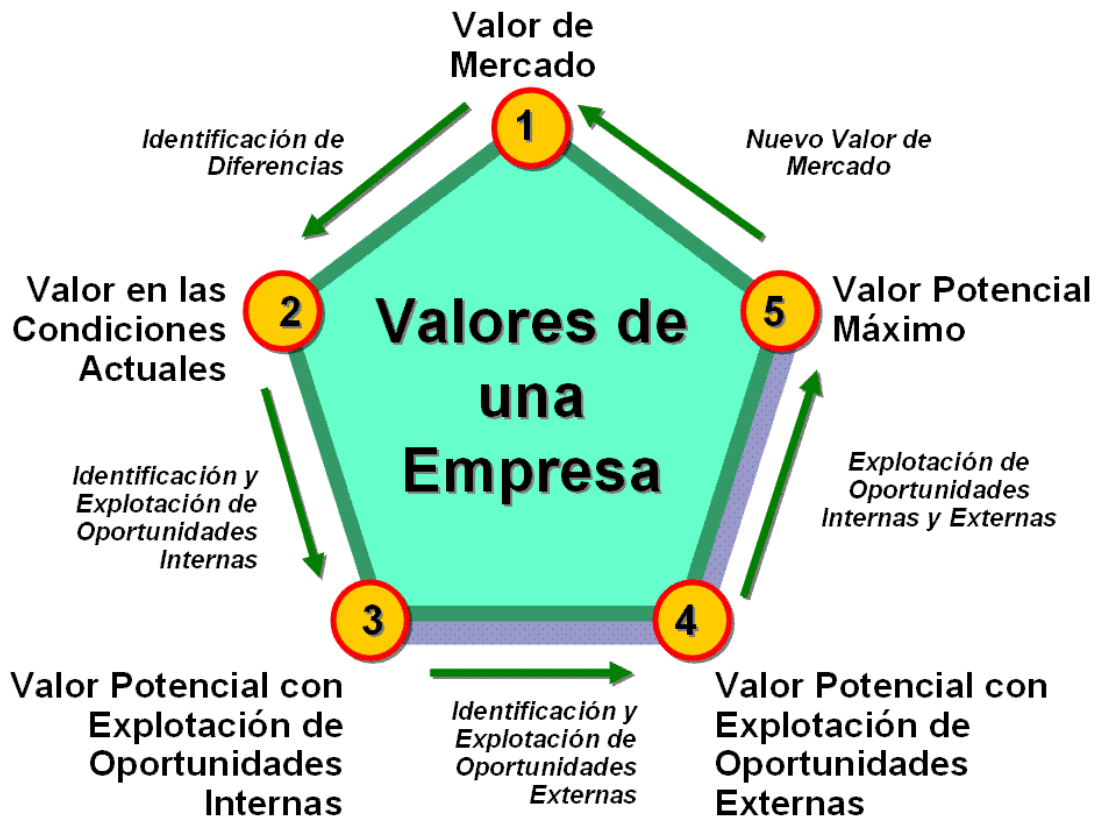 Valor de
Mercado
1
Identificación de
Diferencias
Nuevo Valor de
Mercado
Valor en las
Condiciones
Actuales
2
Valores de
una
Empresa
5
Valor Potencial
Máximo
Identificación y
Explotación de
Oportunidades
Internas
Explotación de
Oportunidades
Internas y Externas
3
4
Valor Potencial con
Explotación de
Oportunidades
Internas
Identificación y
Explotación de
Oportunidades
Externas
Valor Potencial con
Explotación de
Oportunidades
Externas